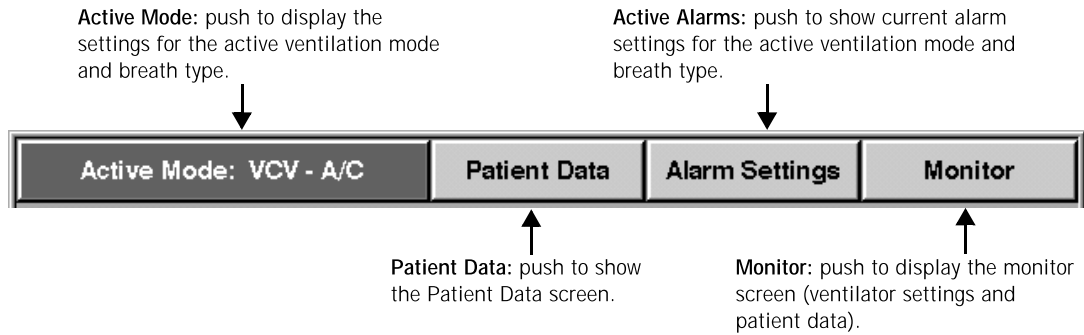 Active Mode: push to display the
settings for the active ventilation mode
and breath type.
Active Alarms: push to show current alarm
settings for the active ventilation mode and
breath type.
Active Mode: VCV - A/C
Patient Data
Alarm Settings
Monitor
Patient Data: push to show
the Patient Data screen.
Monitor: push to display the monitor
screen (ventilator settings and
patient data).